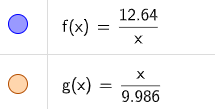 f(x) = 12.64 / x
g(x) = x / 9.986